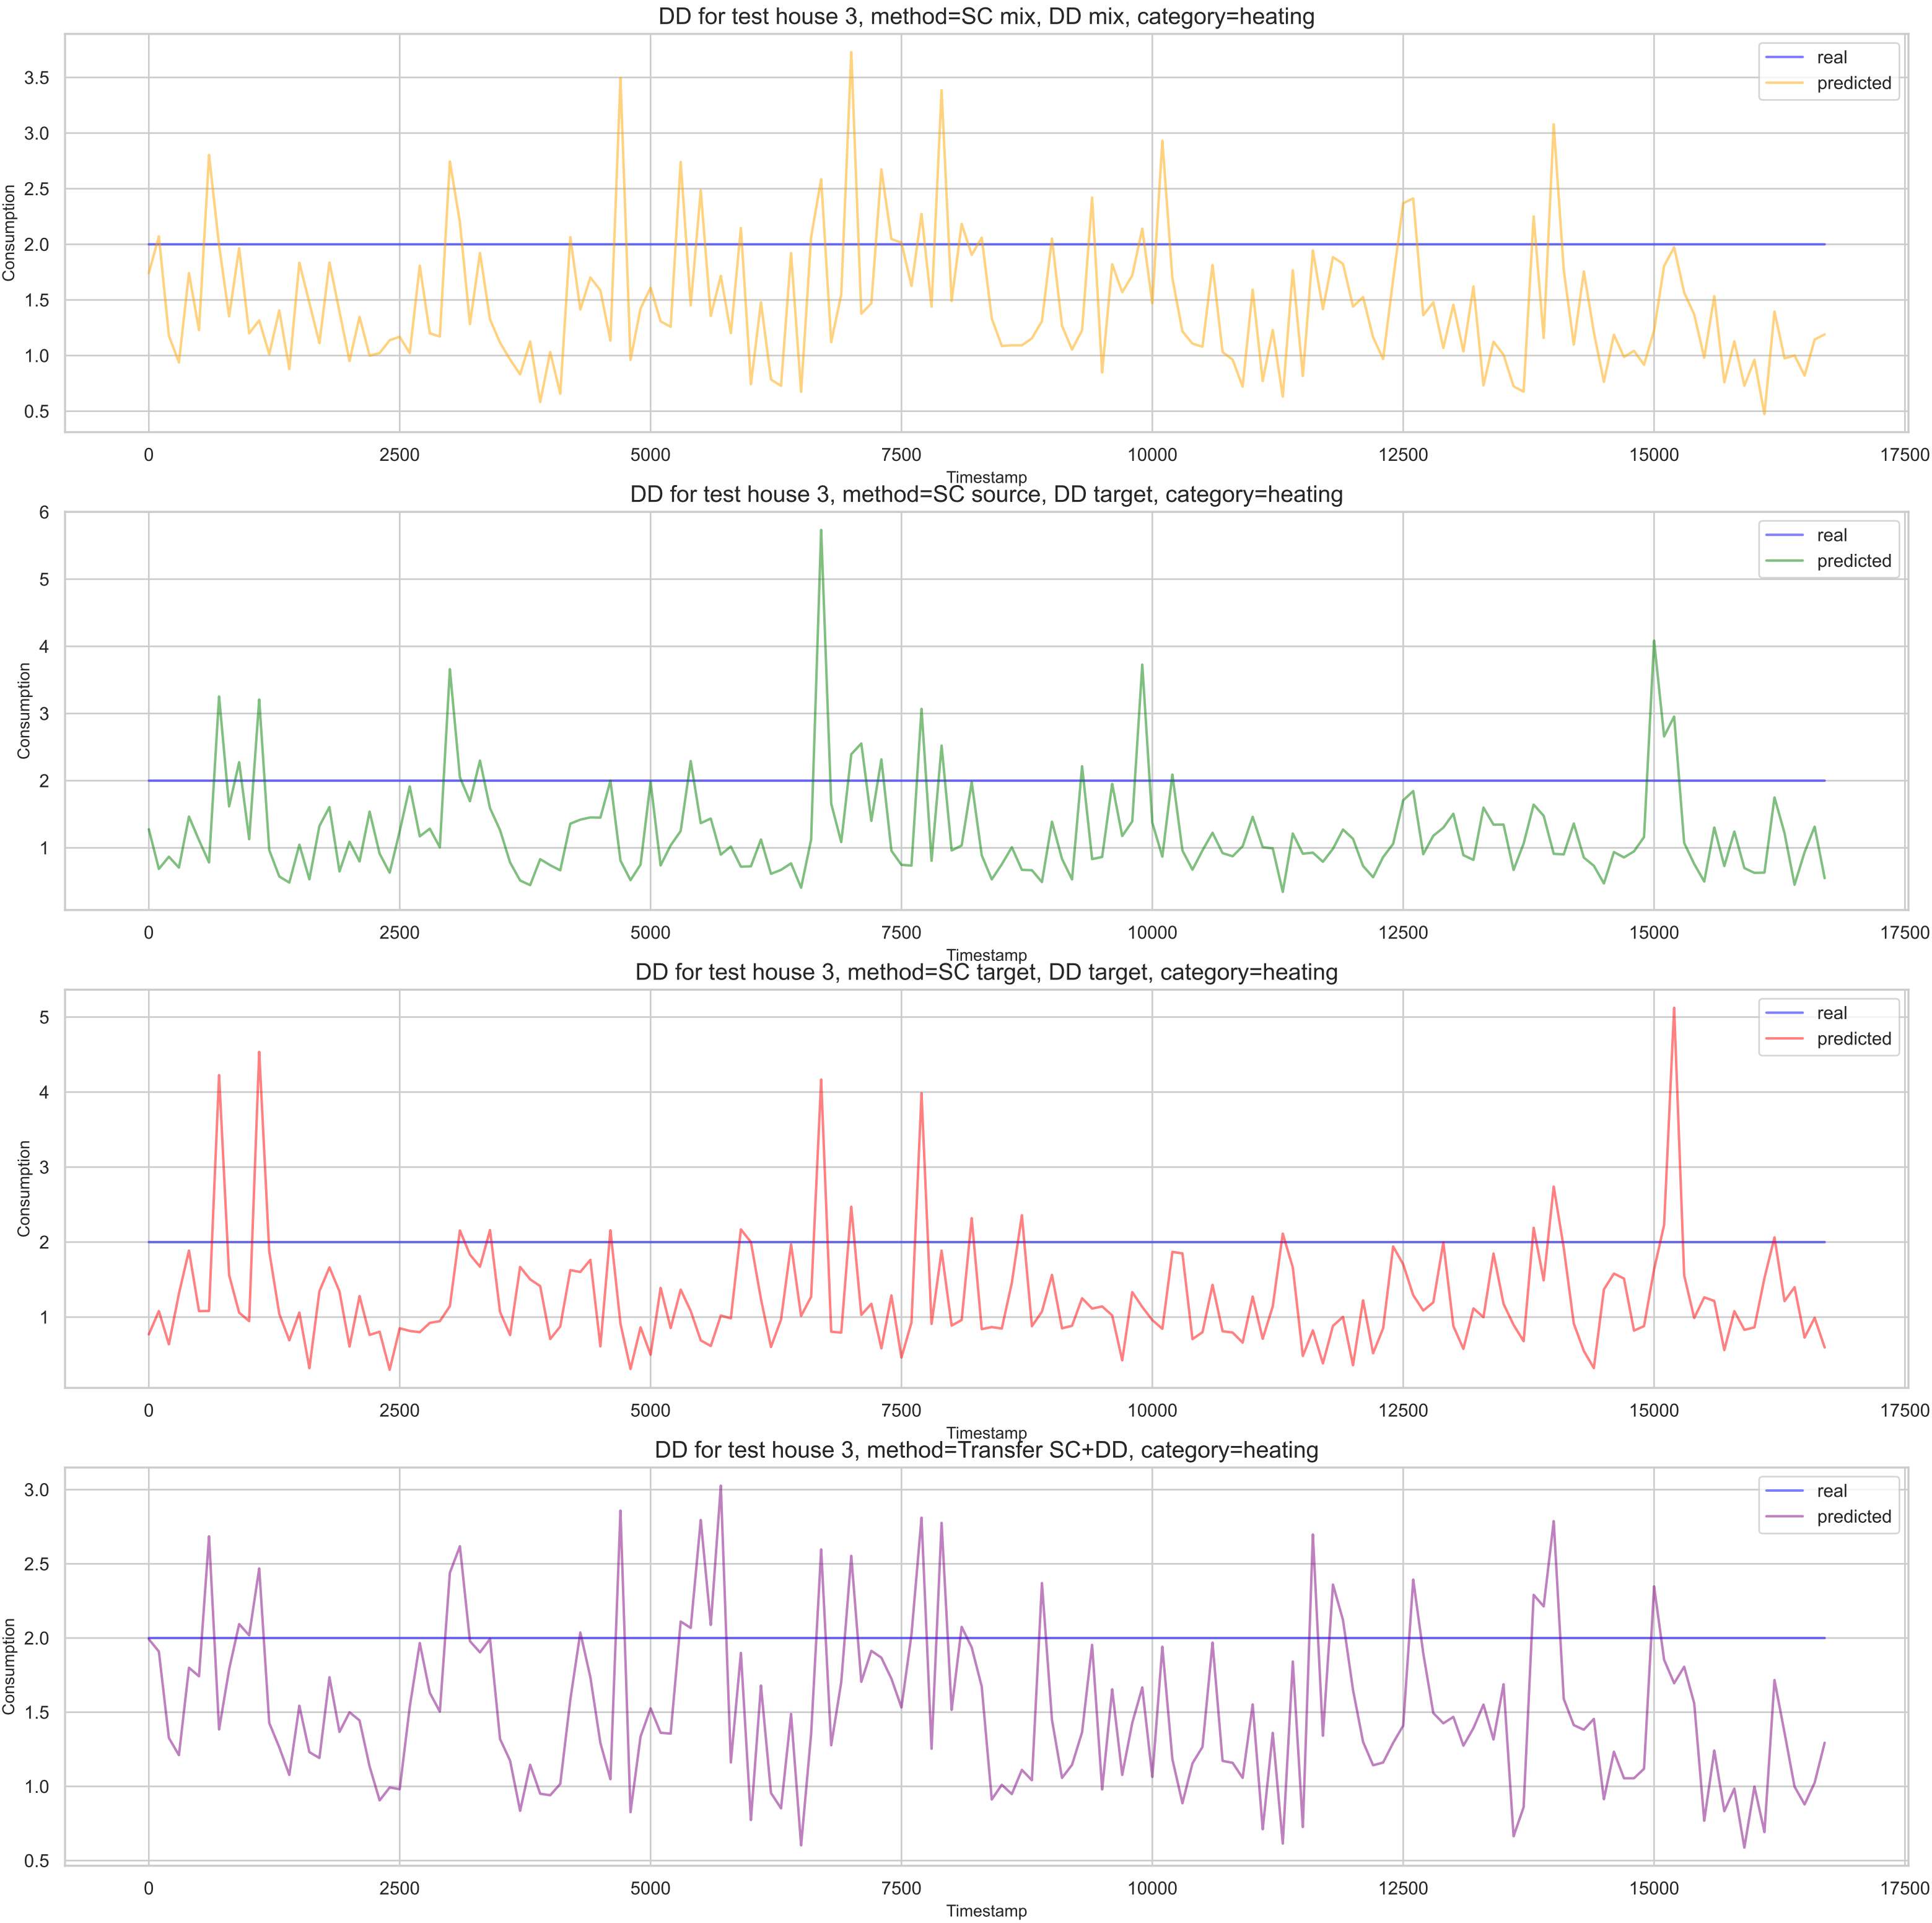 DD for test house 3, method=SC mix, DD mix, category=heating
real
predicted
Consumption
3.5
3.0
2.5
2.0
1.5
1.0
0.5
0 2500 5000 7500 10000 12500 15000 17500
Timestamp
DD for test house 3, method=SC source, DD target, category=heating
real
predicted
Consumption
6
5
4
3
2
1
0 2500 5000 7500 10000 12500 15000 17500
Timestamp
DD for test house 3, method=SC target, DD target, category=heating
real
predicted
Consumption
5
4
3
2
1
0 2500 5000 7500 10000 12500 15000 17500
Timestamp
DD for test house 3, method=Transfer SC+DD, category=heating
real
predicted
Consumption
3.0
2.5
2.0
1.5
1.0
0.5
0 2500 5000 7500 10000 12500 15000 17500
Timestamp